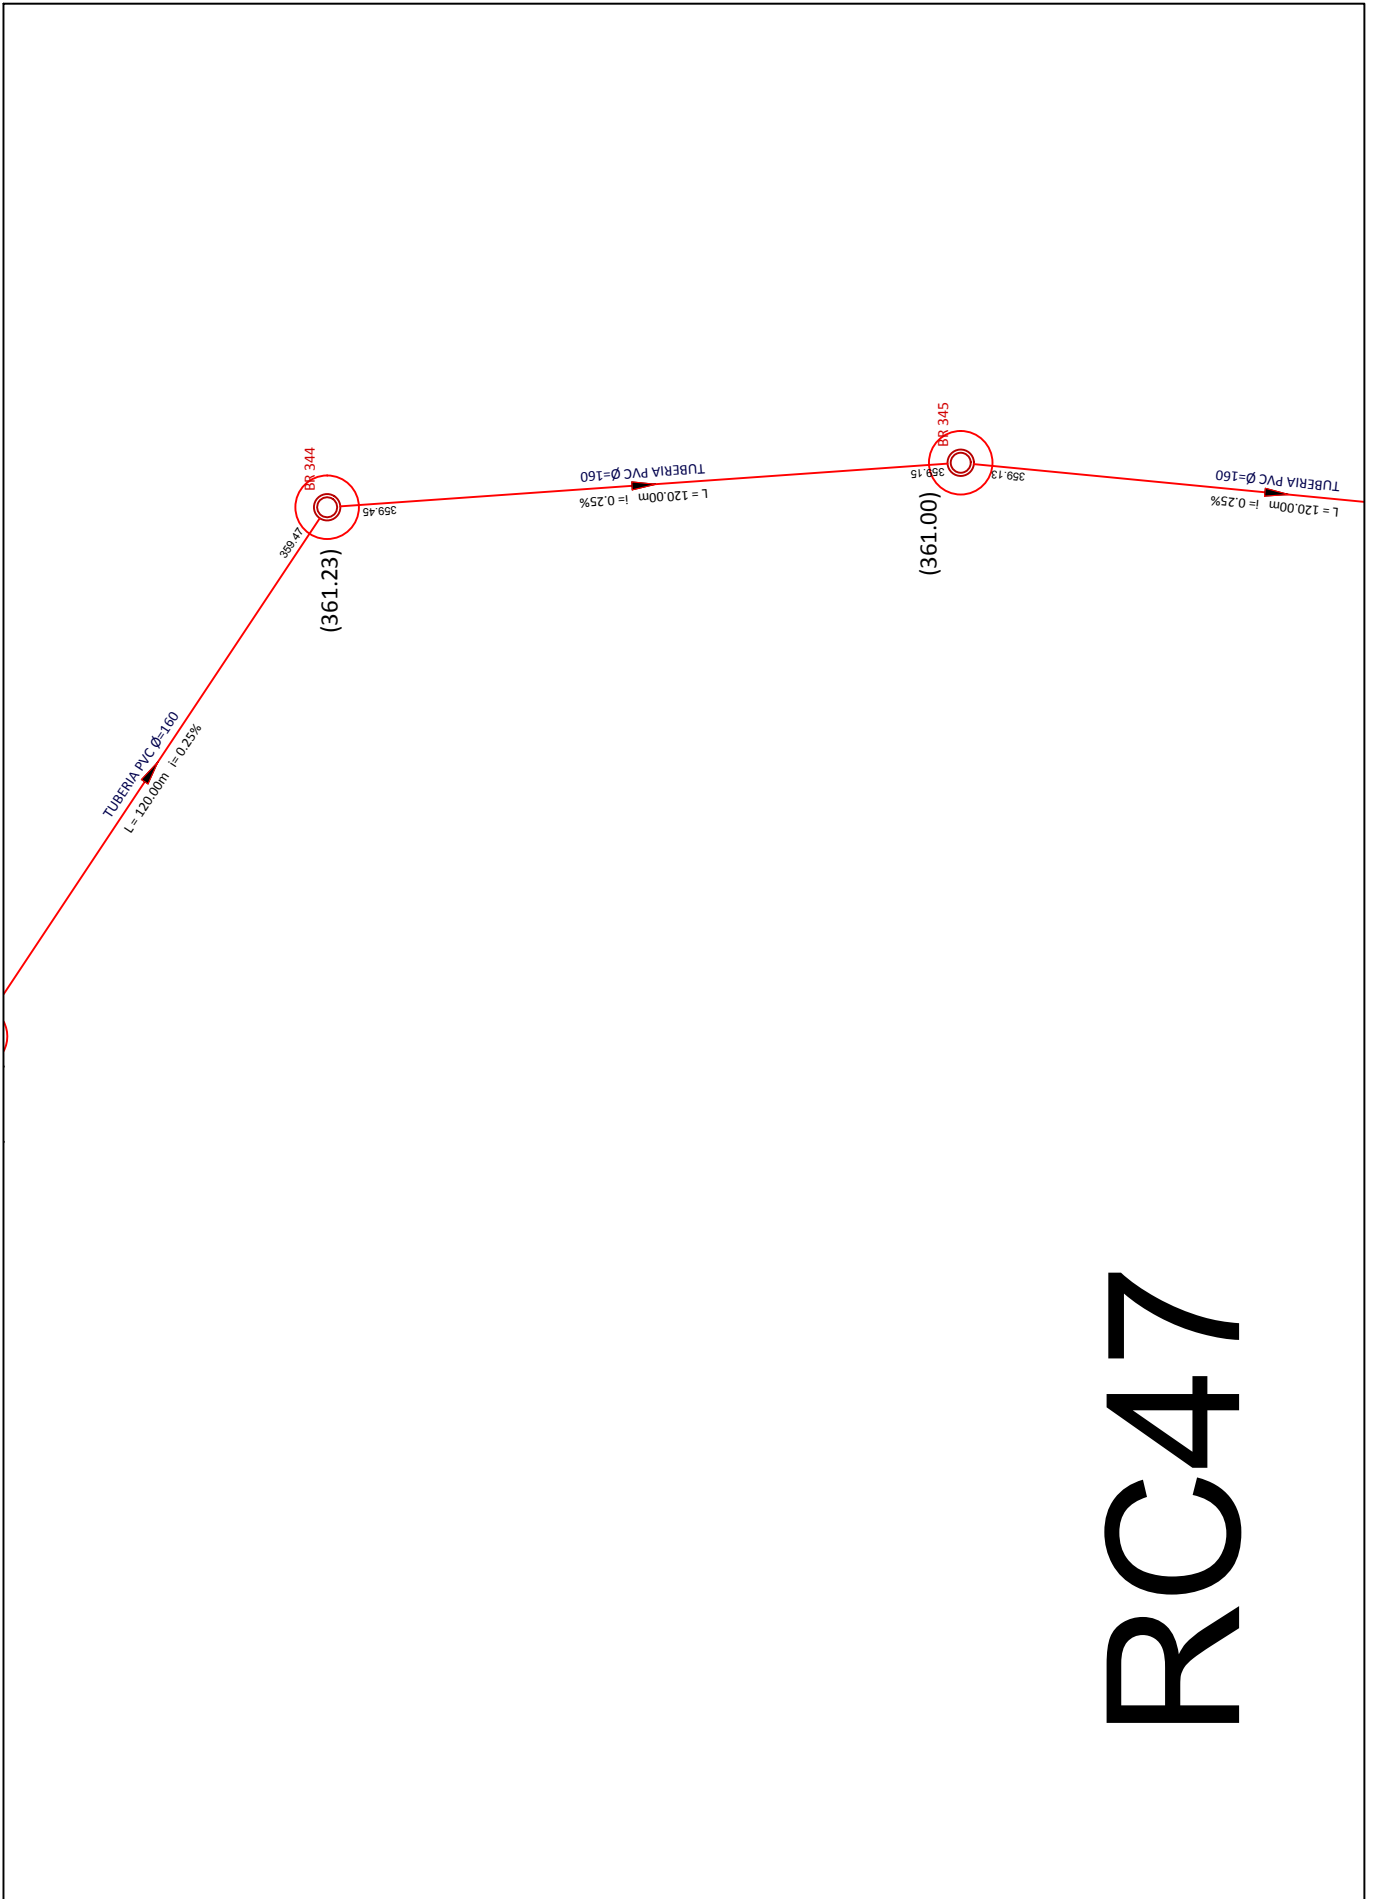 BR 344
359.47
359.45
(361.23)
TUBERIA PVC Ø=160
L = 120.00m i= 0.25%
BR 345
359.15
359.13
(361.00)
TUBERIA PVC Ø=160
L = 120.00m i= 0.25%
TUBERIA PVC Ø=160
L = 120.00m i= 0.25%
RC47